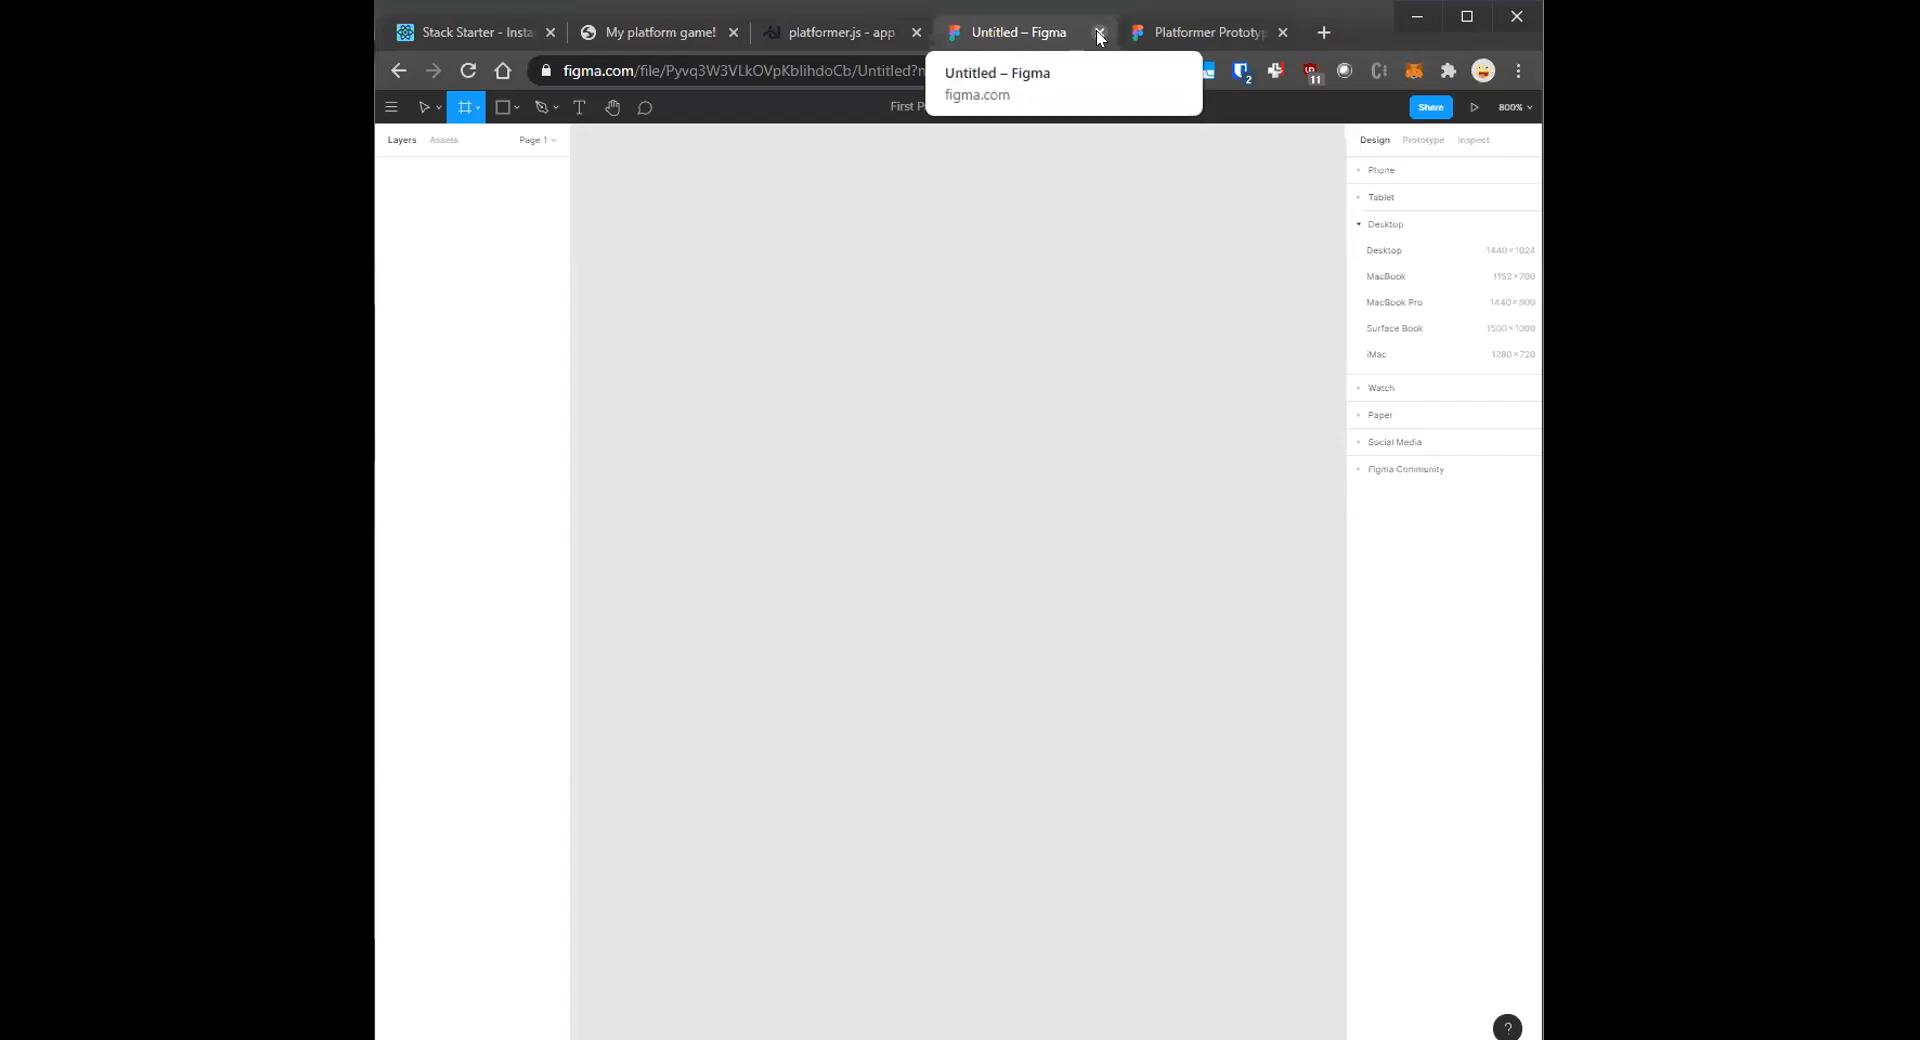 Stack Starter - Insta
My platform game!
platformer.js - app
Untitled – Figma
Platformer Prototyp
figma.com/file/Pyvq3W3VLkOVpKblihdoCb/Untitled?n
2
11
Untitled – Figma
figma.com
First P
Share
800%
Layers
Assets
Page 1
Design
Prototype
Inspect
Phone
Tablet
Desktop
Desktop 1440×1024
MacBook 1152×700
MacBook Pro 1440×900
Surface Book 1500×1000
iMac 1280×720
Watch
Paper
Social Media
Figma Community
?